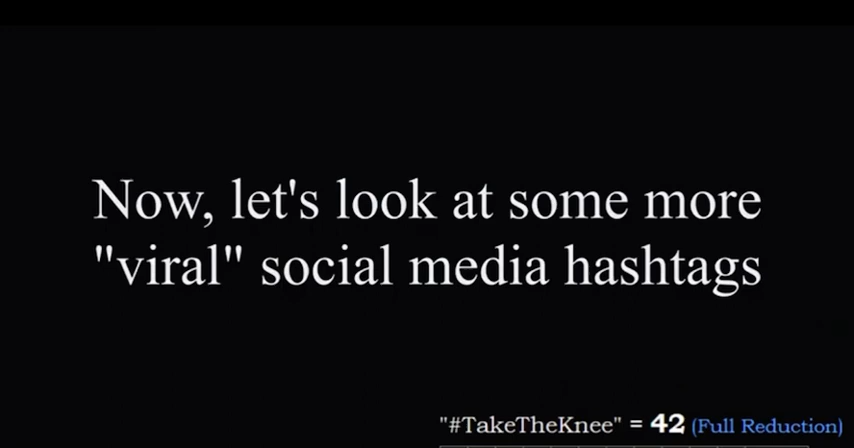 Now, let's look at some more
"viral" social media hashtags
"#TakeTheKnee" = 42 (Full Reduction)